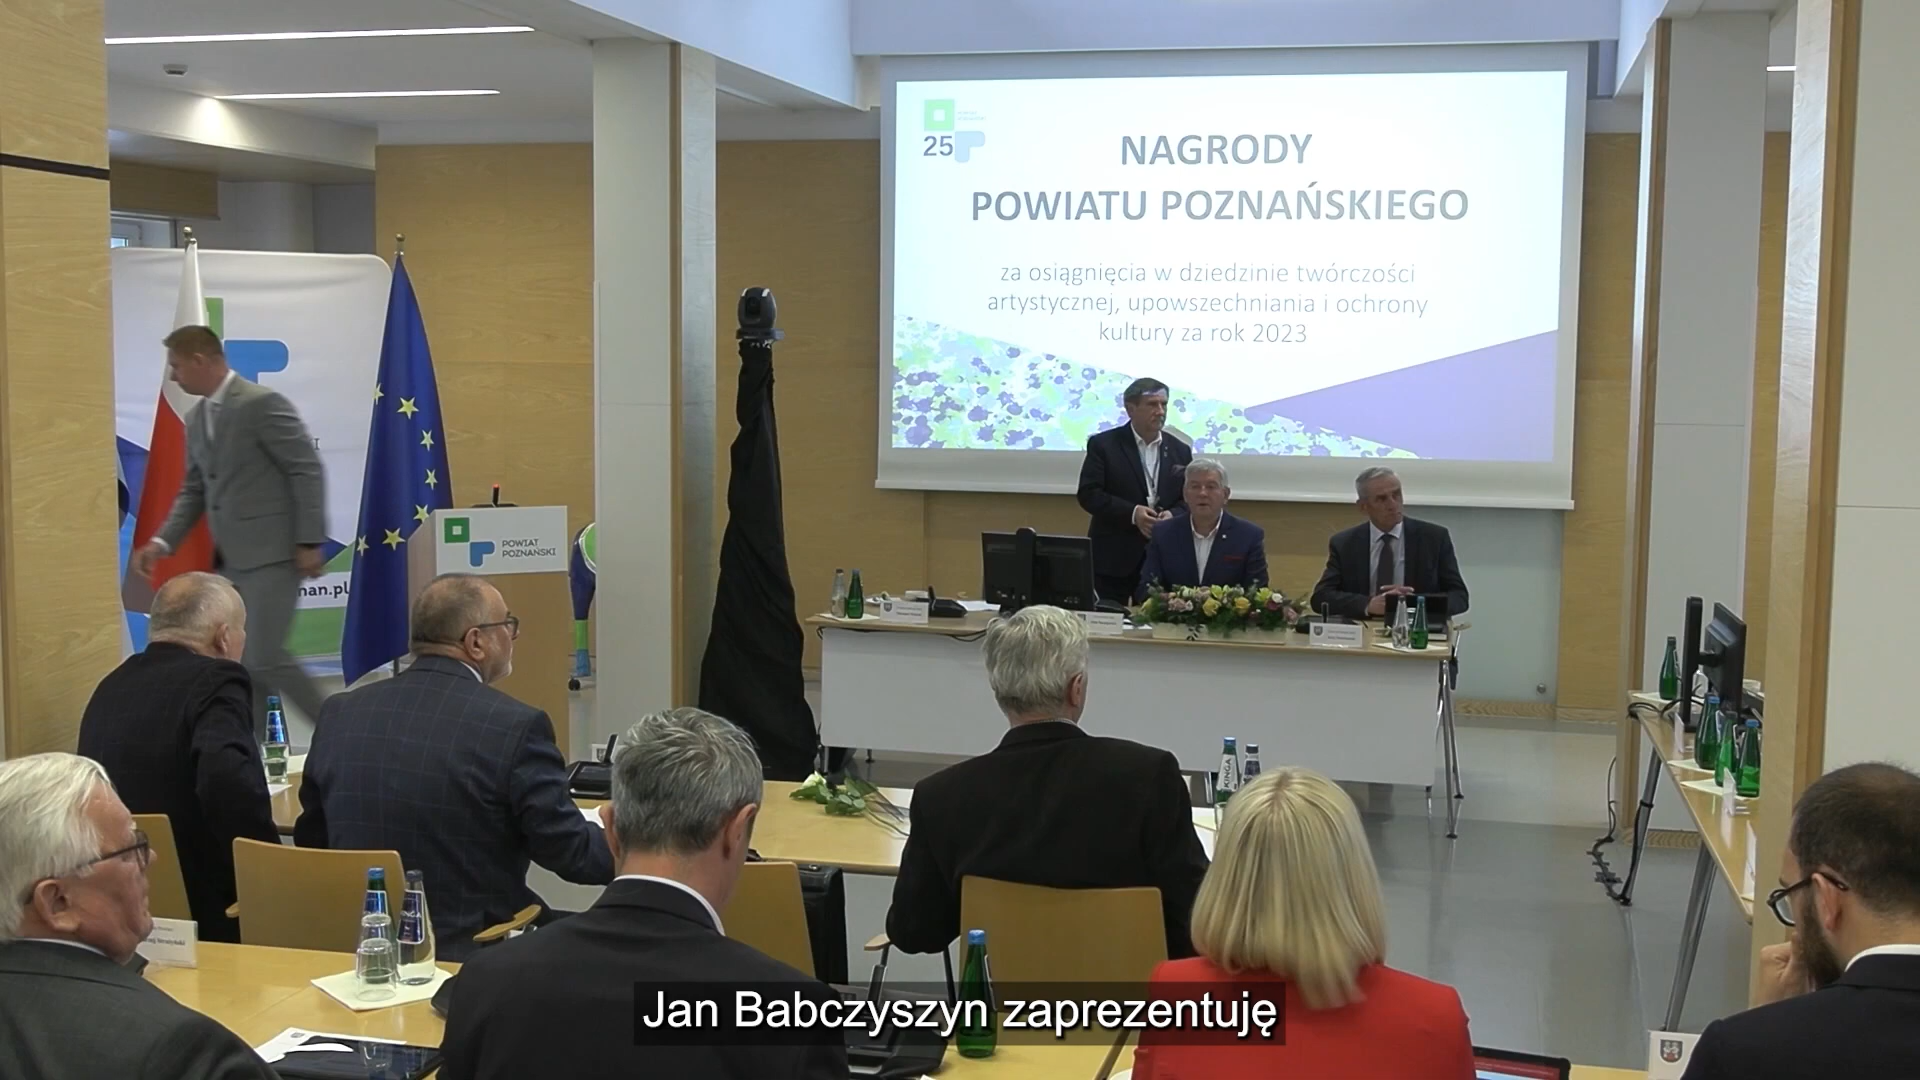 25
NAGRODY
POWIATU POZNAŃSKIEGO
za osiągnięcia w dziedzinie twórczości
artystycznej, upowszechniania i ochrony
kultury za rok 2023
POWIAT
POZNAŃSKI
nan.pl
KINGA
KINGA
Jan Babczyszyn zaprezentuję